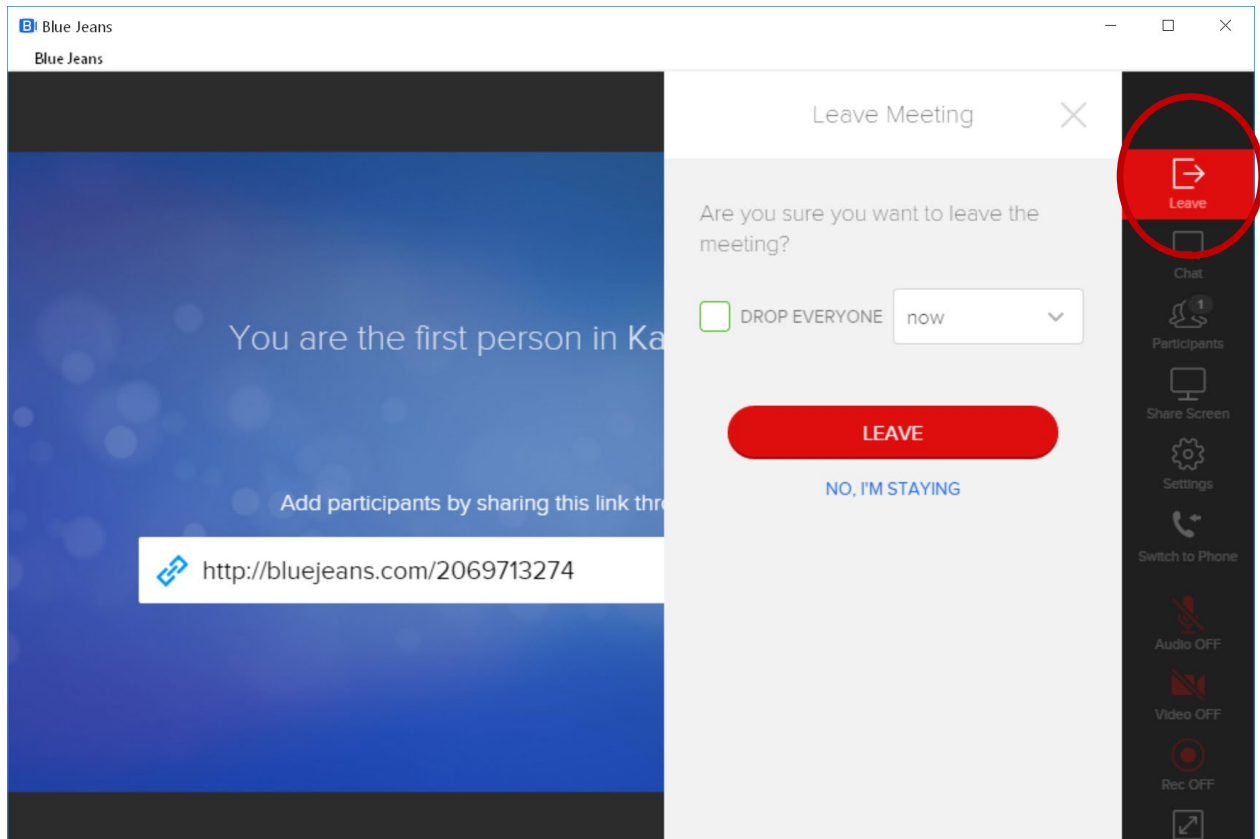 Blue Jeans
Blue Jeans
You are the first person in Ka
Add participants by sharing this link thr
http://bluejeans.com/2069713274
Leave Meeting
Are you sure you want to leave the
meeting?
DROP EVERYONE now
LEAVE
NO, I'M STAYING
Leave
Chat
1
Participants
Share Screen
Settings
Switch to Phone
Audio OFF
Video OFF
Rec OFF